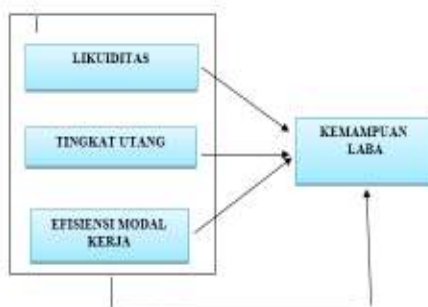 LIKUIDITAS
TINGKAT UTANG
EFISIENSI MODAL
KERJA
KEMAMPUAN
LABA